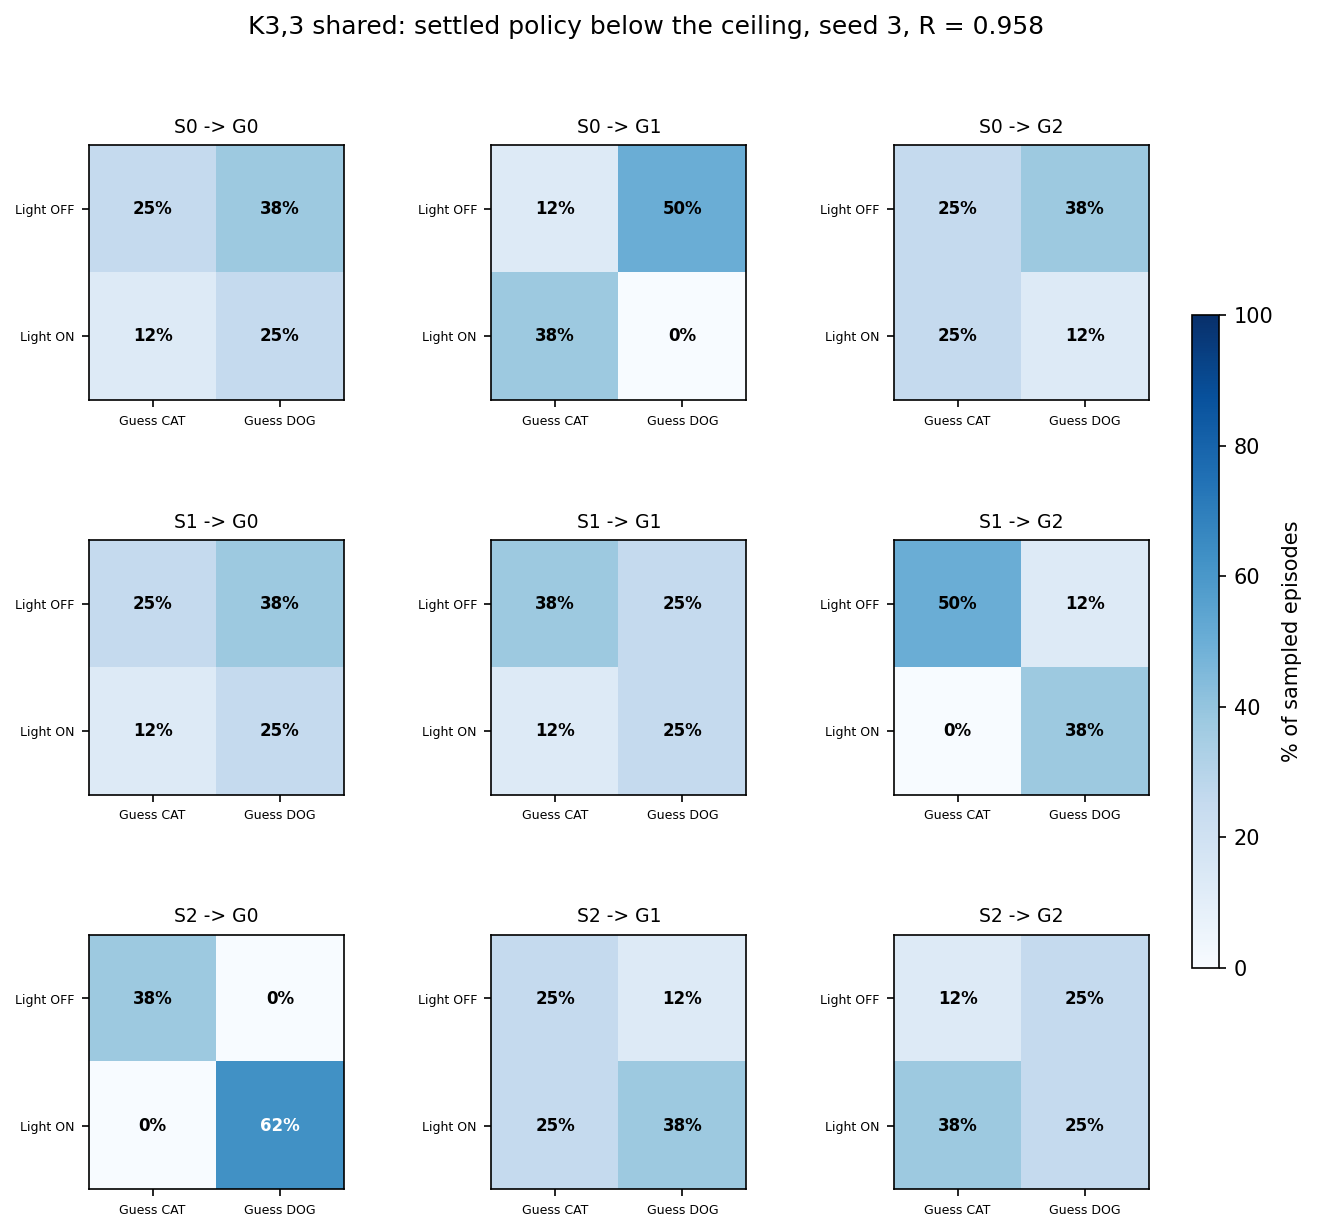 K3,3 shared: settled policy below the ceiling, seed 3, R = 0.958
S0 -> G0
S0 -> G1
S0 -> G2
Light OFF
25%
38%
Light OFF
12%
50%
Light OFF
25%
38%
Light ON
12%
25%
Light ON
38%
0%
Light ON
25%
12%
Guess CAT
Guess DOG
Guess CAT
Guess DOG
Guess CAT
Guess DOG
S1 -> G0
S1 -> G1
S1 -> G2
Light OFF
25%
38%
Light OFF
38%
25%
Light OFF
50%
12%
Light ON
12%
25%
Light ON
12%
25%
Light ON
0%
38%
Guess CAT
Guess DOG
Guess CAT
Guess DOG
Guess CAT
Guess DOG
S2 -> G0
S2 -> G1
S2 -> G2
Light OFF
38%
0%
Light OFF
25%
12%
Light OFF
12%
25%
Light ON
0%
62%
Light ON
25%
38%
Light ON
38%
25%
Guess CAT
Guess DOG
Guess CAT
Guess DOG
Guess CAT
Guess DOG
100
80
60
40
20
0
% of sampled episodes